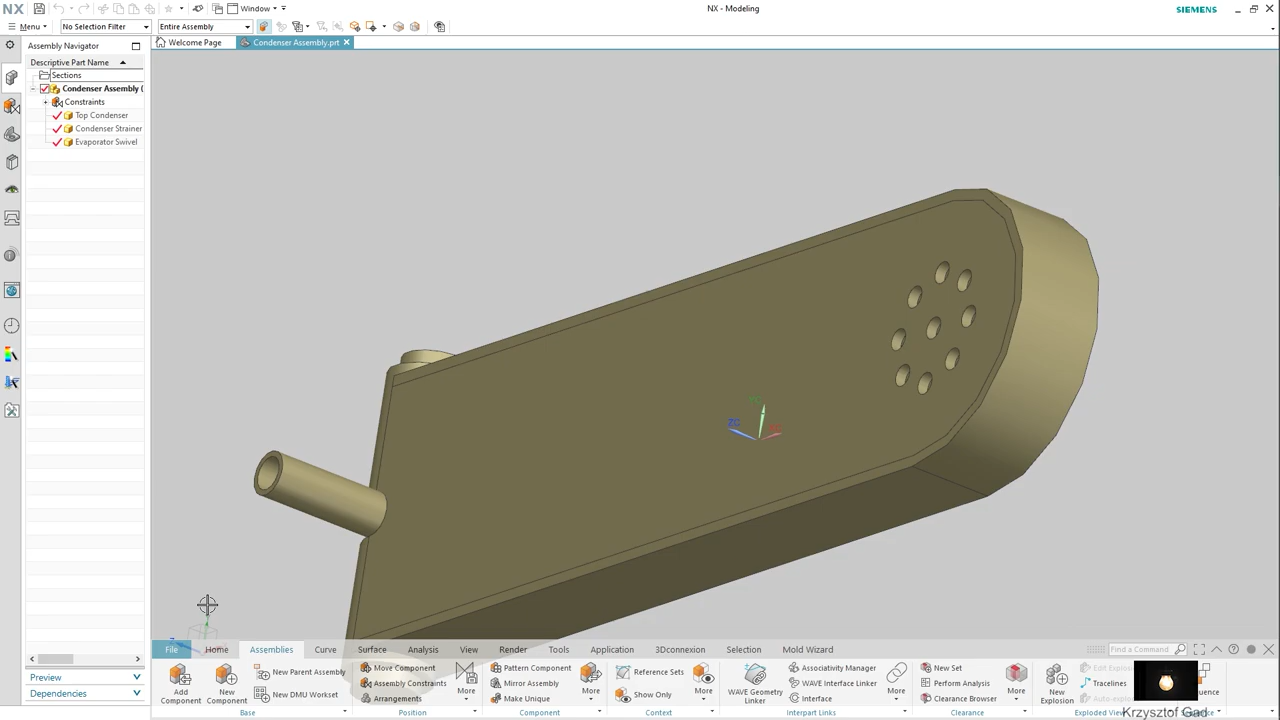 NX
Window
NX - Modeling
SIEMENS
Menu
No Selection Filter
Entire Assembly
Assembly Navigator
Welcome Page
Condenser Assembly.prt
Descriptive Part Name
Sections
Condenser Assembly (
Constraints
Top Condenser
Condenser Strainer
Evaporator Swivel
ZC
Preview
Dependencies
File
Home
Assemblies
Curve
Surface
Analysis
View
Tools
Render
Application
3Dconnexion
Selection
Mold Wizard
Find a Command
Add Component
New Component
New Parent Assembly
New DMU Workset
Move Component
Assembly Constraints
Arrangements
More
Pattern Component
Mirror Assembly
Make Unique
More
Reference Sets
Show Only
More
WAVE Geometry Linker
Associativity Manager
WAVE Interface Linker
Interface
More
New Set
Perform Analysis
Clearance Browser
More
New Explosion
Tracelines
Base
Position
Component
Context
Interpart Links
Clearance
Krzysztof Gad